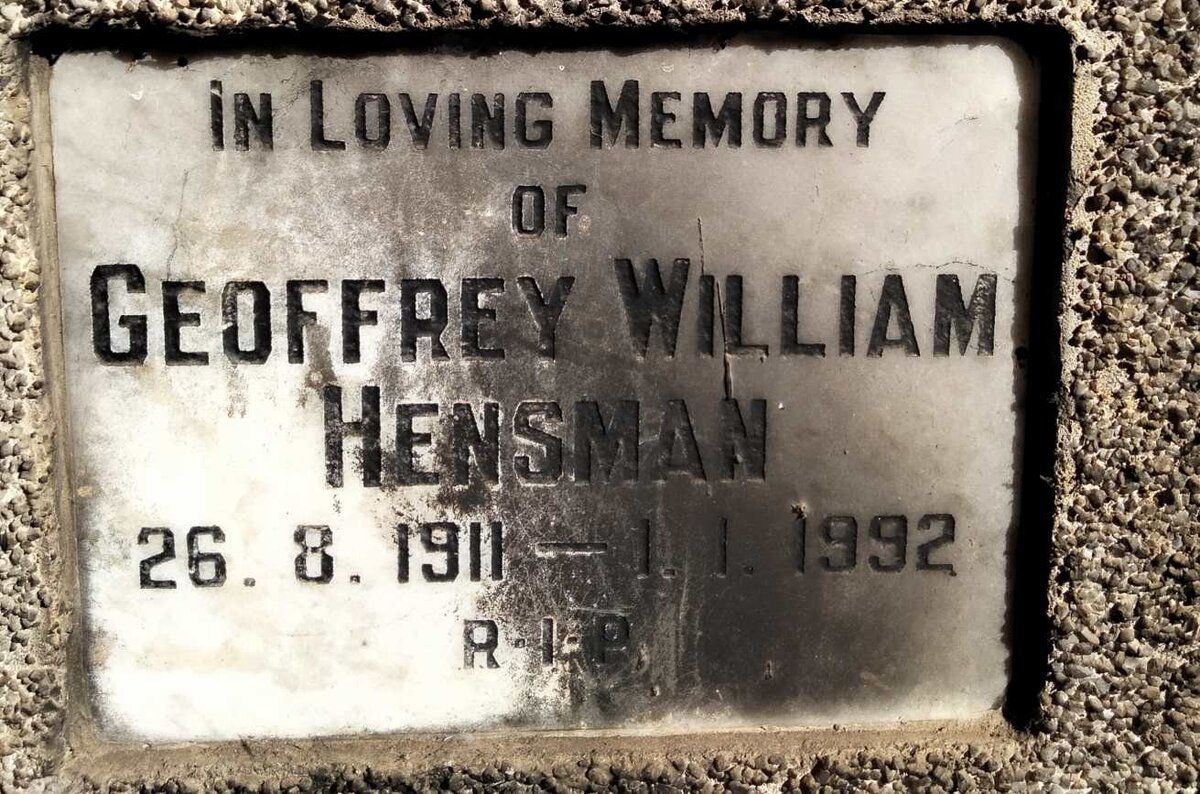 In Loving Memory
OF
Geoffrey William
Hensman
26. 8. 1911 — 1. 1. 1992
R·I·P